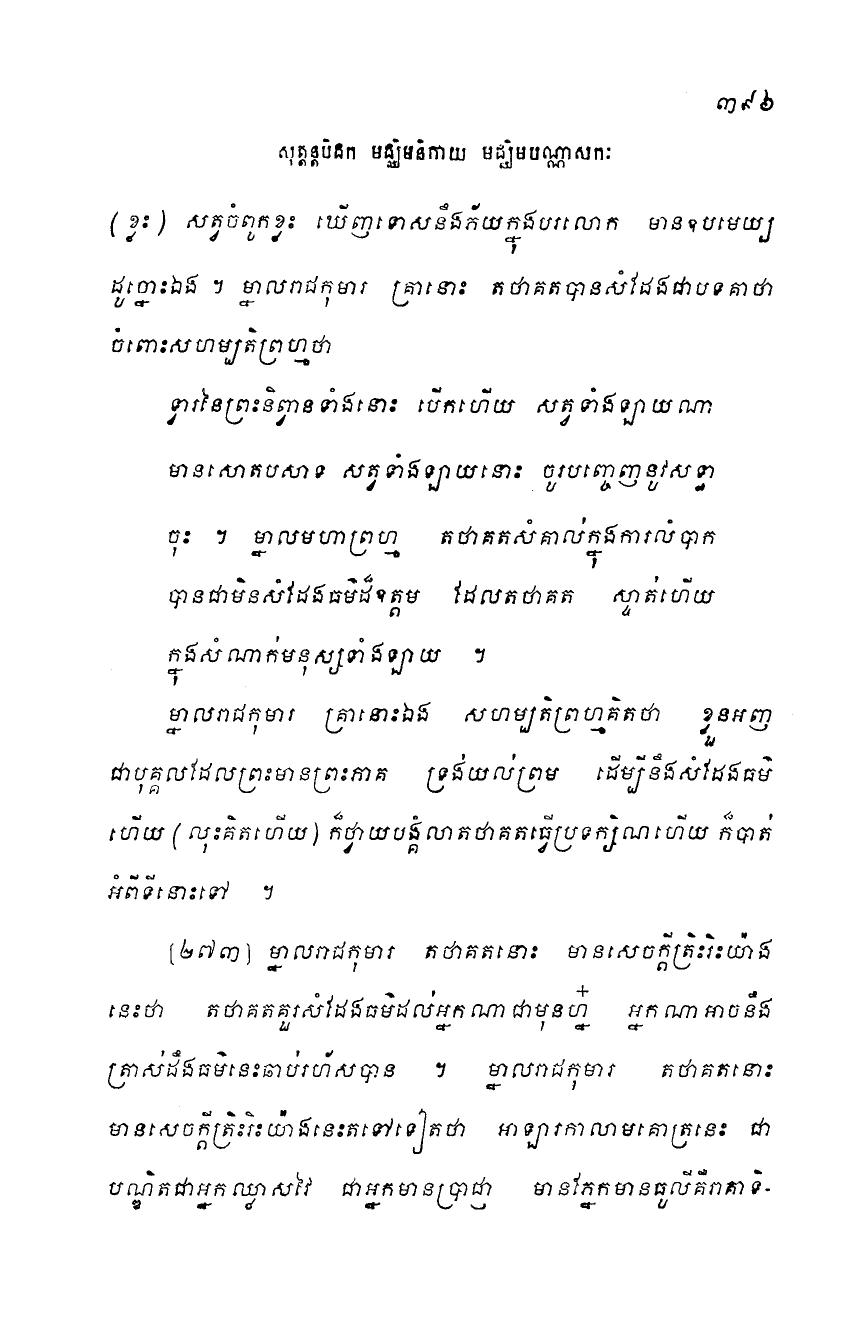 ៣៩៦
សុត្តន្តបិដក មជ្ឈិមនិកាយ មជ្ឈិមបណ្ណាសកៈ
(ខ្លះ) សត្វចំពូកខ្លះ ឃើញទោសនឹងភ័យក្នុងបរលោក មានឧបមេយ្យ
ដូច្នោះឯង ។ ម្នាលរាជកុមារ គ្រានោះ តថាគតបានសំដែងជាបទគាថា
ចំពោះសហម្បតិព្រហ្មថា
ទ្វារនៃព្រះនិព្វានទាំងនោះ បើកហើយ សត្វទាំងឡាយណា
មានសោតបសាទ សត្វទាំងឡាយនោះ ចូរបញ្ចេញនូវសទ្ធា
ចុះ ។ ម្នាលមហាព្រហ្ម តថាគតសំគាល់ក្នុងការលំបាក
បានជាមិនសំដែងធម៌ដ៏ឧត្តម ដែលតថាគត ស្ទាត់ហើយ
ក្នុងសំណាក់មនុស្សទាំងឡាយ ។
ម្នាលរាជកុមារ គ្រានោះឯង សហម្បតិព្រហ្មគិតថា ខ្លួនអញ
ជាបុគ្គលដែលព្រះមានព្រះភាគ ទ្រង់យល់ព្រម ដើម្បីនឹងសំដែងធម៌
ហើយ (លុះគិតហើយ) ក៏ថ្វាយបង្គំលាតថាគតធ្វើប្រទក្សិណហើយ ក៏បាត់
អំពីទីនោះទៅ ។
[២៧៣] ម្នាលរាជកុមារ តថាគតនោះ មានសេចក្តីត្រិះរិះយ៉ាង
នេះថា តថាគតគួរសំដែងធម៌ដល់អ្នកណាជាមុនហ្ន៎ អ្នកណាអាចនឹង
ត្រាស់ដឹងធម៌នេះឆាប់រហ័សបាន ។ ម្នាលរាជកុមារ តថាគតនោះ
មានសេចក្តីត្រិះរិះយ៉ាងនេះតទៅទៀតថា អាឡារកាលាមគោត្រនេះ ជា
បណ្ឌិតជាអ្នកឈ្លាសវៃ ជាអ្នកមានប្រាជ្ញា មានភ្នែកមានធូលីគឺរាគាទិ-